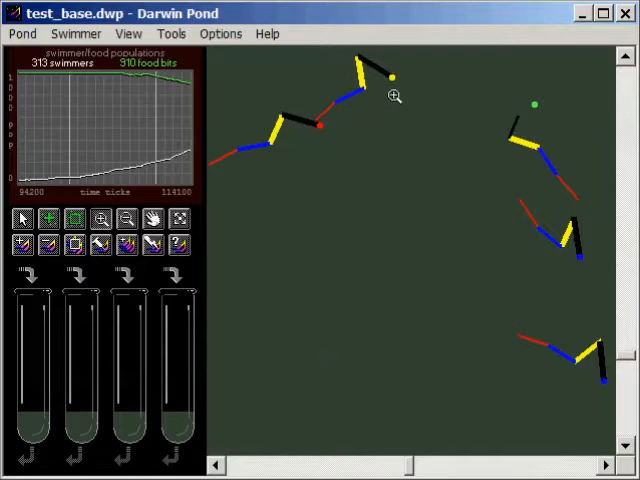 test_base.dwp - Darwin Pond
Pond Swimmer View Tools Options Help
swimmer/food populations
313 swimmers 910 food bits
94200 time ticks 114100